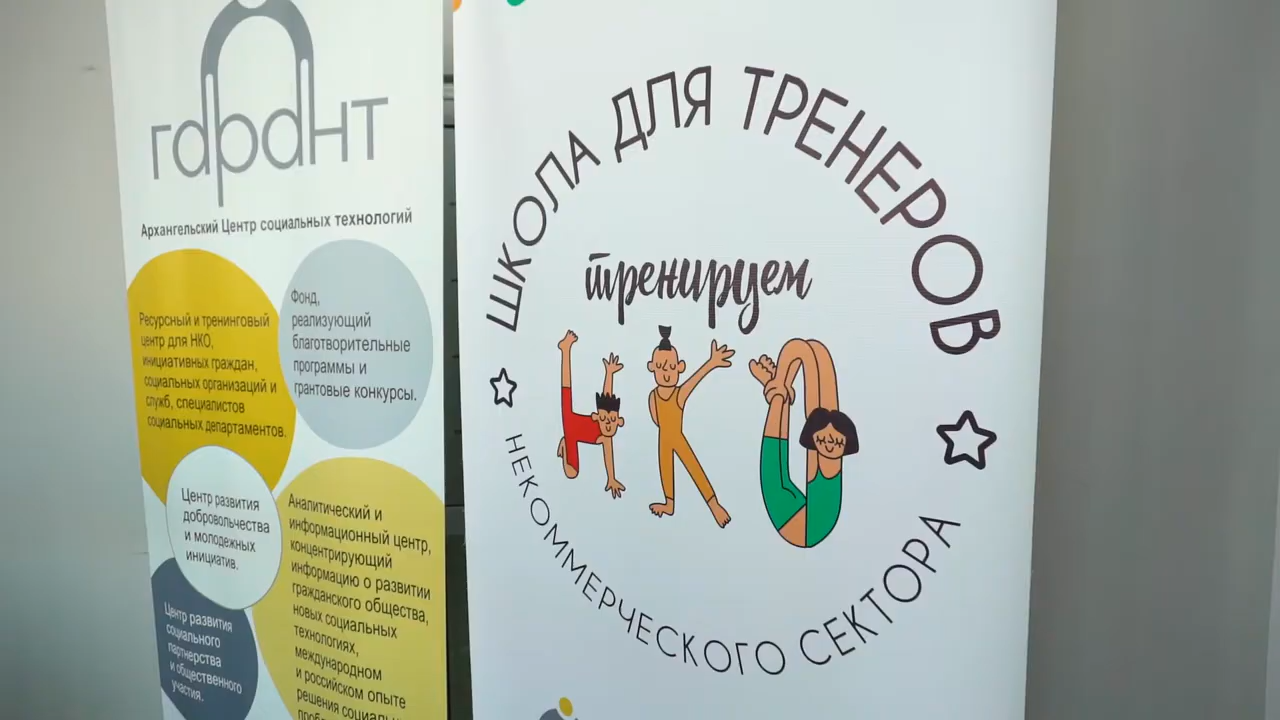 гарант
Архангельский Центр социальных технологий
Ресурсный и тренинговый
центр для НКО,
инициативных граждан,
социальных организаций и
служб, специалистов
социальных департаментов.
Фонд,
реализующий
благотворительные
программы и
грантовые конкурсы.
Центр развития
добровольчества
и молодежных
инициатив.
Аналитический и
информационный центр,
концентрирующий
информацию о развитии
гражданского общества,
новых социальных
технологиях,
международном
и российском опыте
решения
Центр развития
социального
партнерства
и общественного
участия.
ШКОЛА ДЛЯ ТРЕНЕРОВ
тренируем
НКО
НЕКОММЕРЧЕСКОГО СЕКТОРА